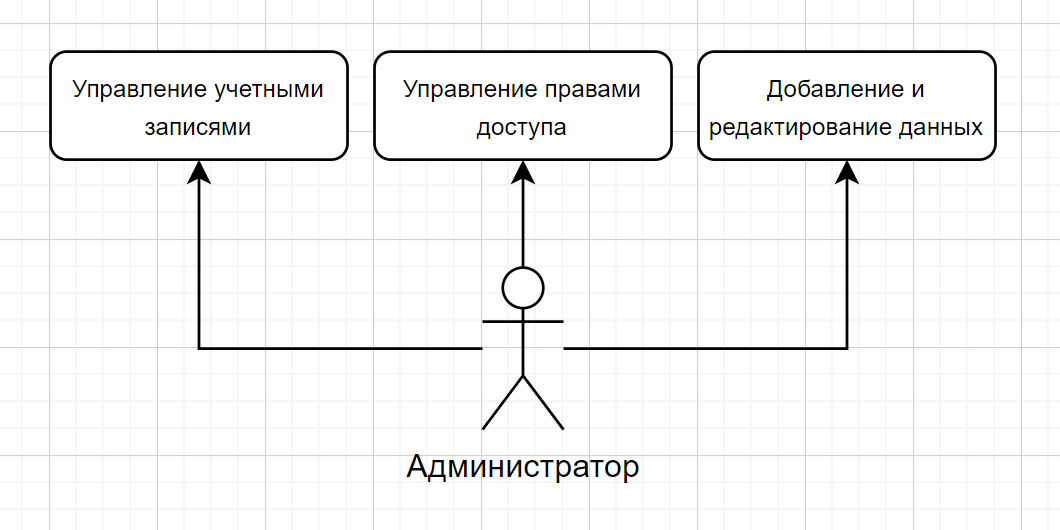 Управление учетными
записями
Управление правами
доступа
Добавление и
редактирование данных
Администратор